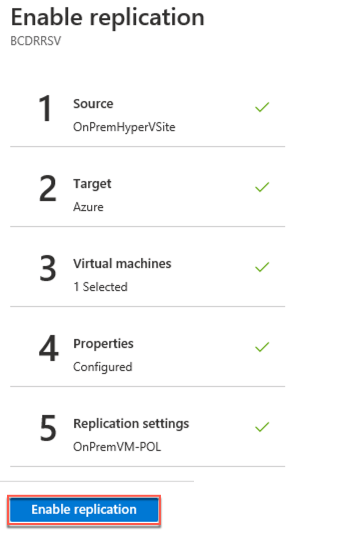 Enable replication
BCDRRSV
1 Source
OnPremHyperVSite
2 Target
Azure
3 Virtual machines
1 Selected
4 Properties
Configured
5 Replication settings
OnPremVM-POL
Enable replication